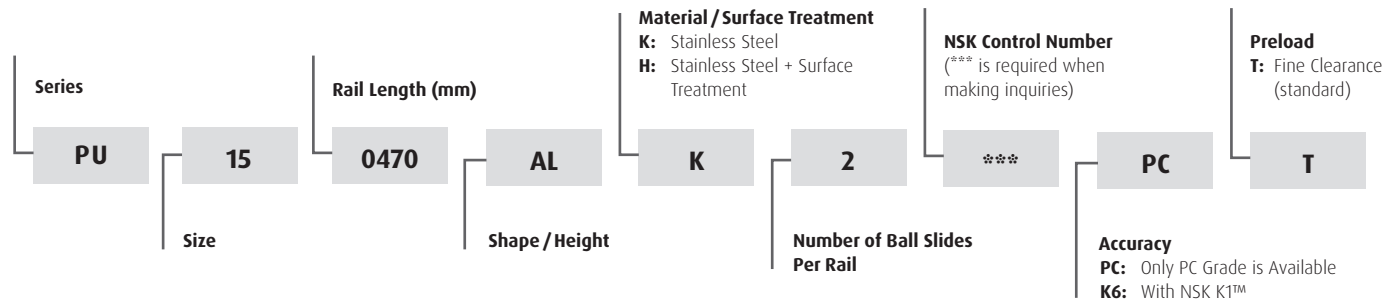 Material / Surface Treatment
K: Stainless Steel
H: Stainless Steel + Surface
Treatment
NSK Control Number
(*** is required when
making inquiries)
Preload
T: Fine Clearance
(standard)
Series
Rail Length (mm)
PU
15
0470
AL
K
2
***
PC
T
Size
Shape / Height
Number of Ball Slides
Per Rail
Accuracy
PC: Only PC Grade is Available
K6: With NSK K1™